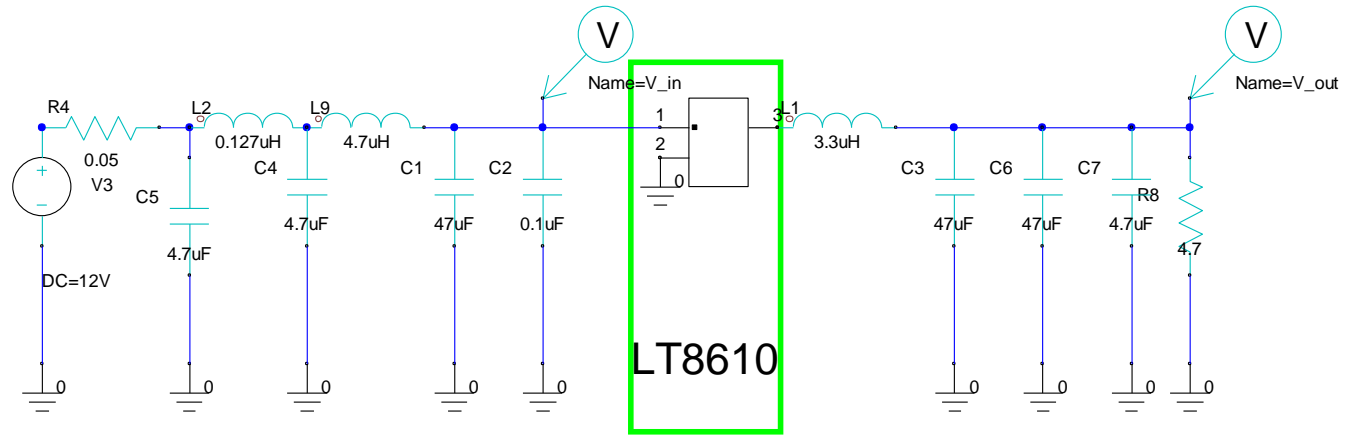 V
V
Name=V_in
Name=V_out
R4
L2
L9
1
3
L1
0.05
0.127uH
4.7uH
2
3.3uH
V3
C4
C1
C2
C3
C6
C7
+
0
C5
R8
−
4.7uF
47uF
0.1uF
47uF
47uF
4.7uF
4.7uF
4.7
DC=12V
LT8610
0
0
0
0
0
0
0
0
0